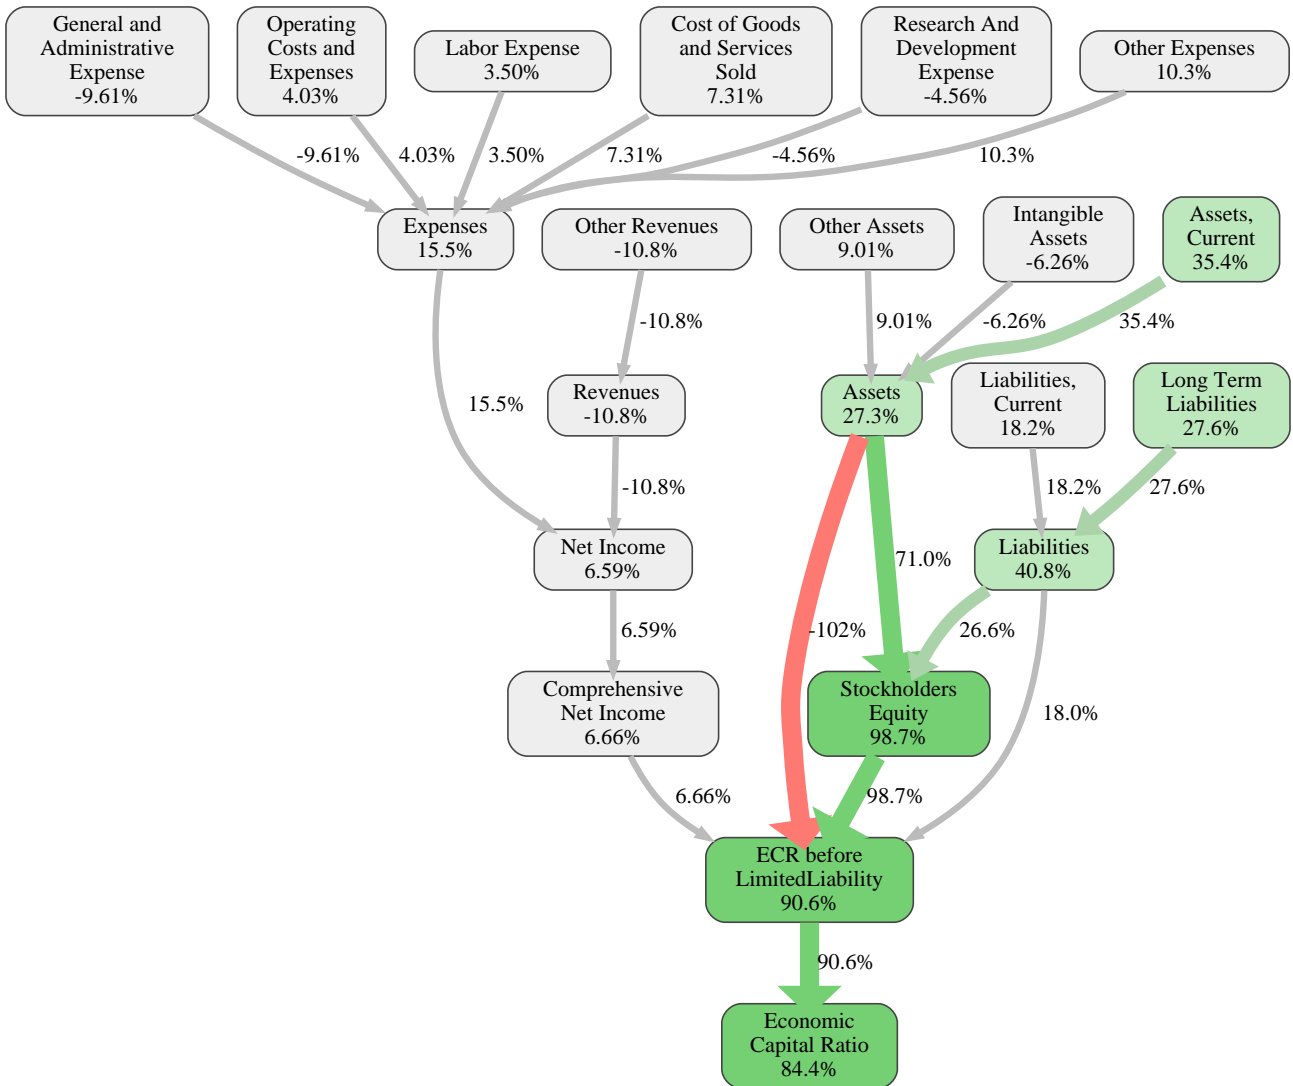 General and
Administrative
Expense
-9.61%
Operating
Costs and
Expenses
4.03%
Labor Expense
3.50%
Cost of Goods
and Services
Sold
7.31%
Research And
Development
Expense
-4.56%
Other Expenses
10.3%
-9.61%
4.03%
3.50%
7.31%
-4.56%
10.3%
Expenses
15.5%
Other Revenues
-10.8%
Other Assets
9.01%
Intangible
Assets
-6.26%
Assets,
Current
35.4%
-10.8%
9.01%
-6.26%
35.4%
15.5%
Revenues
-10.8%
Assets
27.3%
Liabilities,
Current
18.2%
Long Term
Liabilities
27.6%
-10.8%
18.2%
27.6%
Net Income
6.59%
71.0%
Liabilities
40.8%
6.59%
-102%
26.6%
Comprehensive
Net Income
6.66%
Stockholders
Equity
98.7%
18.0%
6.66%
98.7%
ECR before
LimitedLiability
90.6%
90.6%
Economic
Capital Ratio
84.4%